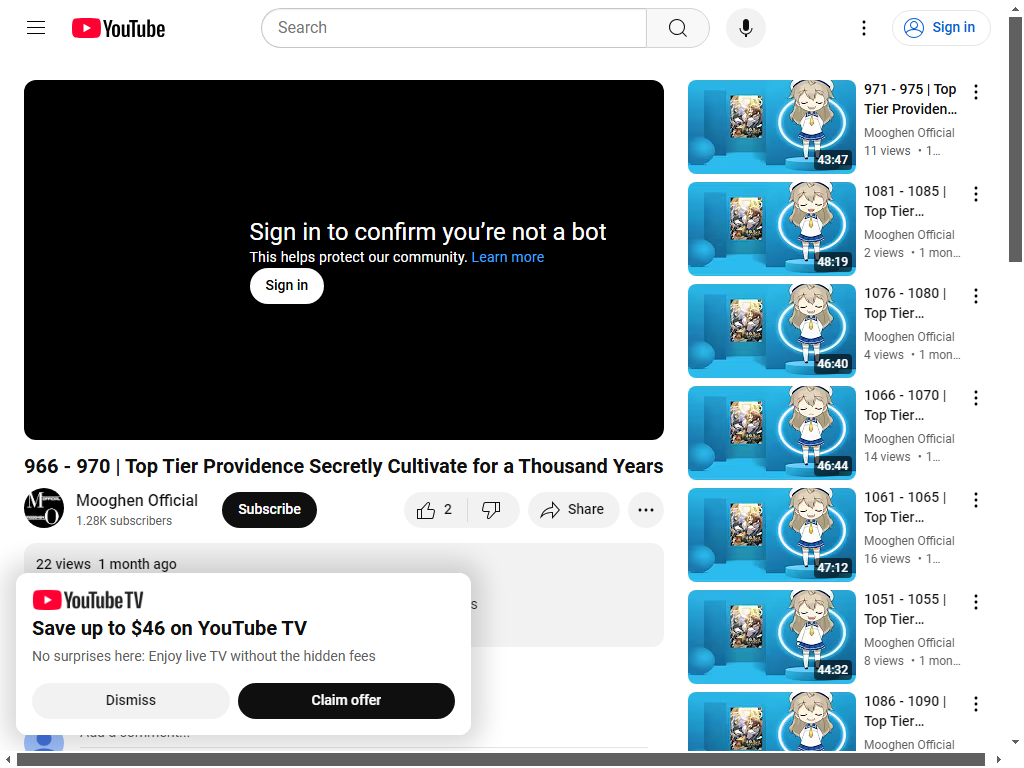 YouTube
Search
Sign in
Sign in to confirm you’re not a bot
This helps protect our community. Learn more
Sign in
966 - 970 | Top Tier Providence Secretly Cultivate for a Thousand Years
Mooghen Official
1.28K subscribers
Subscribe
2
Share
22 views 1 month ago
s
YouTube TV
Save up to $46 on YouTube TV
No surprises here: Enjoy live TV without the hidden fees
Dismiss
Claim offer
Add a comment...
43:47
971 - 975 | Top
Tier Providen…
Mooghen Official
11 views • 1…
48:19
1081 - 1085 |
Top Tier…
Mooghen Official
2 views • 1 mon…
46:40
1076 - 1080 |
Top Tier…
Mooghen Official
4 views • 1 mon…
46:44
1066 - 1070 |
Top Tier…
Mooghen Official
14 views • 1…
47:12
1061 - 1065 |
Top Tier…
Mooghen Official
16 views • 1…
44:32
1051 - 1055 |
Top Tier…
Mooghen Official
8 views • 1 mon…
1086 - 1090 |
Top Tier…
Mooghen Official